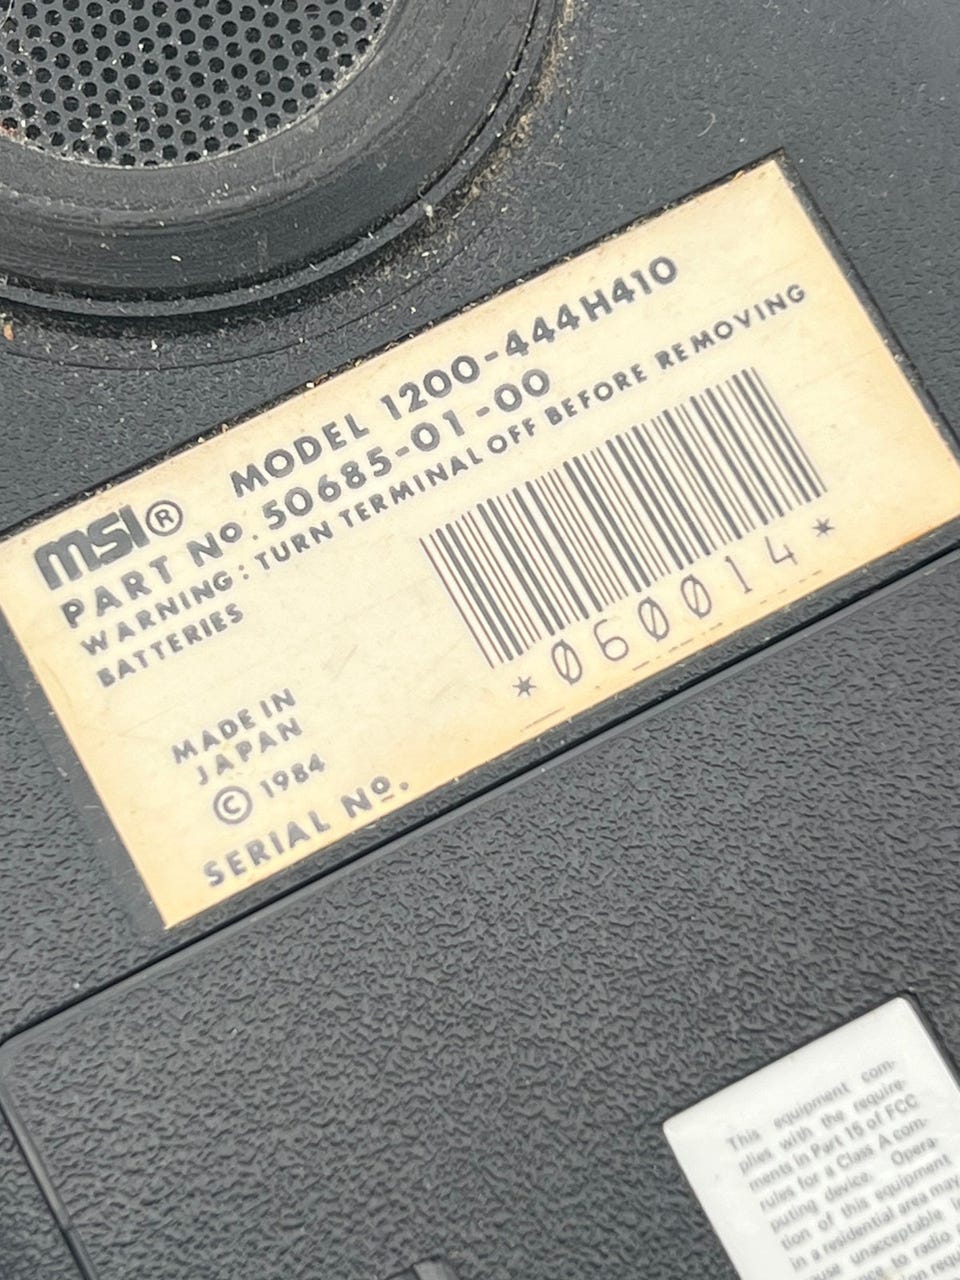 msi® MODEL 1200-444H410
PART Nº. 50685-01-00
WARNING: TURN TERMINAL OFF BEFORE REMOVING
BATTERIES
*060014*
MADE IN
JAPAN
© 1984
SERIAL Nº.
This equipment com-
plies with the require-
ments in Part 15 of FCC
rules for a Class A com-
puting device. Opera-
tion of this equipment
in a residential area may
unacceptable
to radio